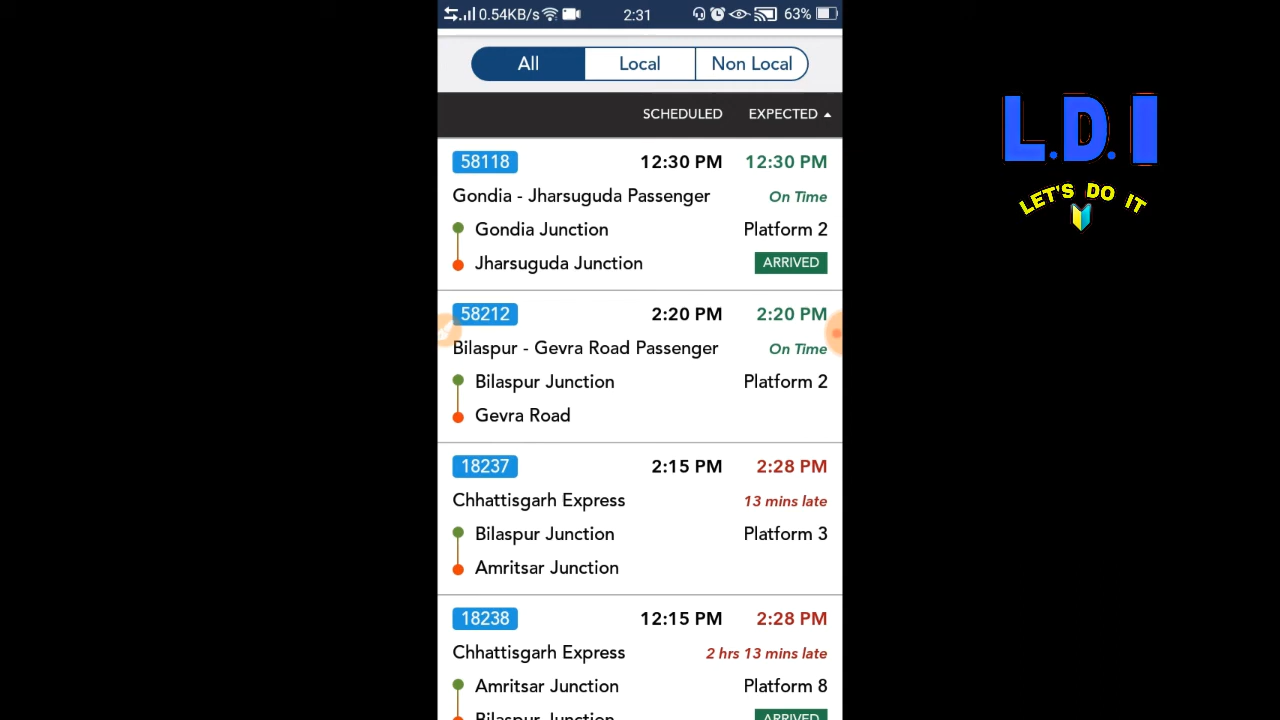 0.54KB/s 2:31 63%
All Local Non Local
SCHEDULED EXPECTED
58118 12:30 PM 12:30 PM
Gondia - Jharsuguda Passenger On Time
Gondia Junction Platform 2
Jharsuguda Junction ARRIVED
58212 2:20 PM 2:20 PM
Bilaspur - Gevra Road Passenger On Time
Bilaspur Junction Platform 2
Gevra Road
18237 2:15 PM 2:28 PM
Chhattisgarh Express 13 mins late
Bilaspur Junction Platform 3
Amritsar Junction
18238 12:15 PM 2:28 PM
Chhattisgarh Express 2 hrs 13 mins late
Amritsar Junction Platform 8
Bilaspur Junction ARRIVED
L.D.I
LET'S DO IT